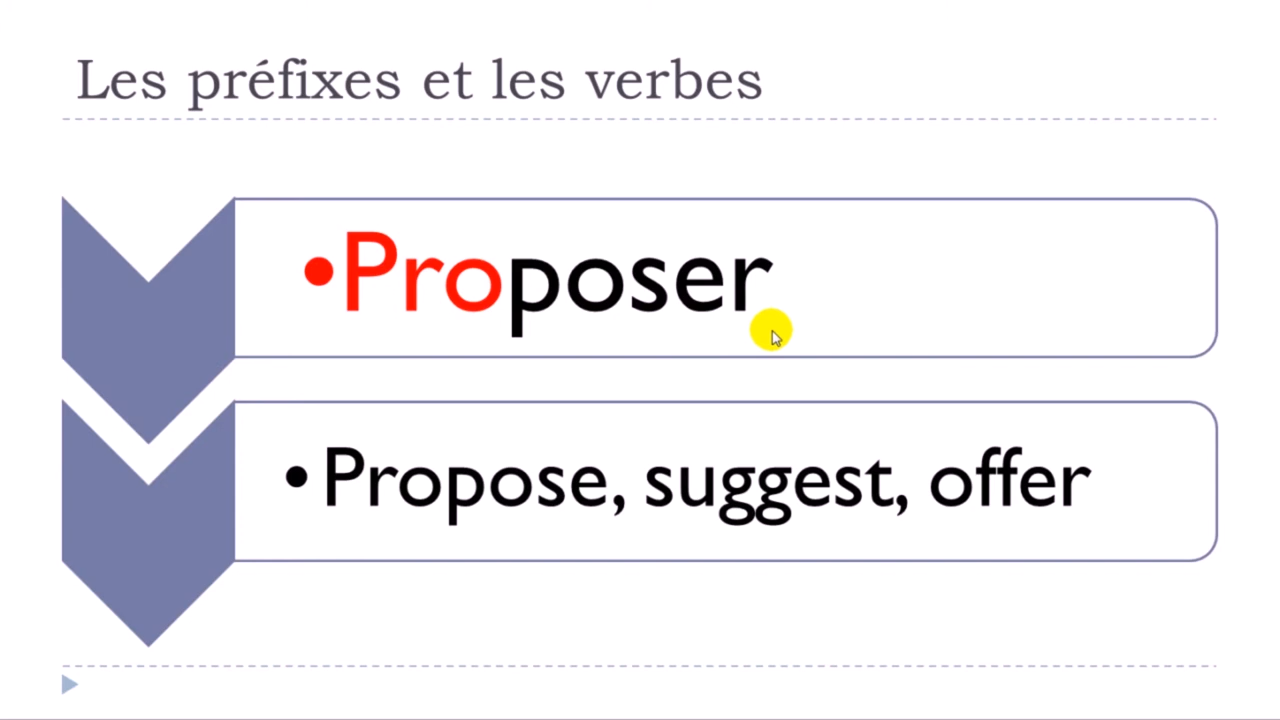 Les préfixes et les verbes
•Proposer
• Propose, suggest, offer